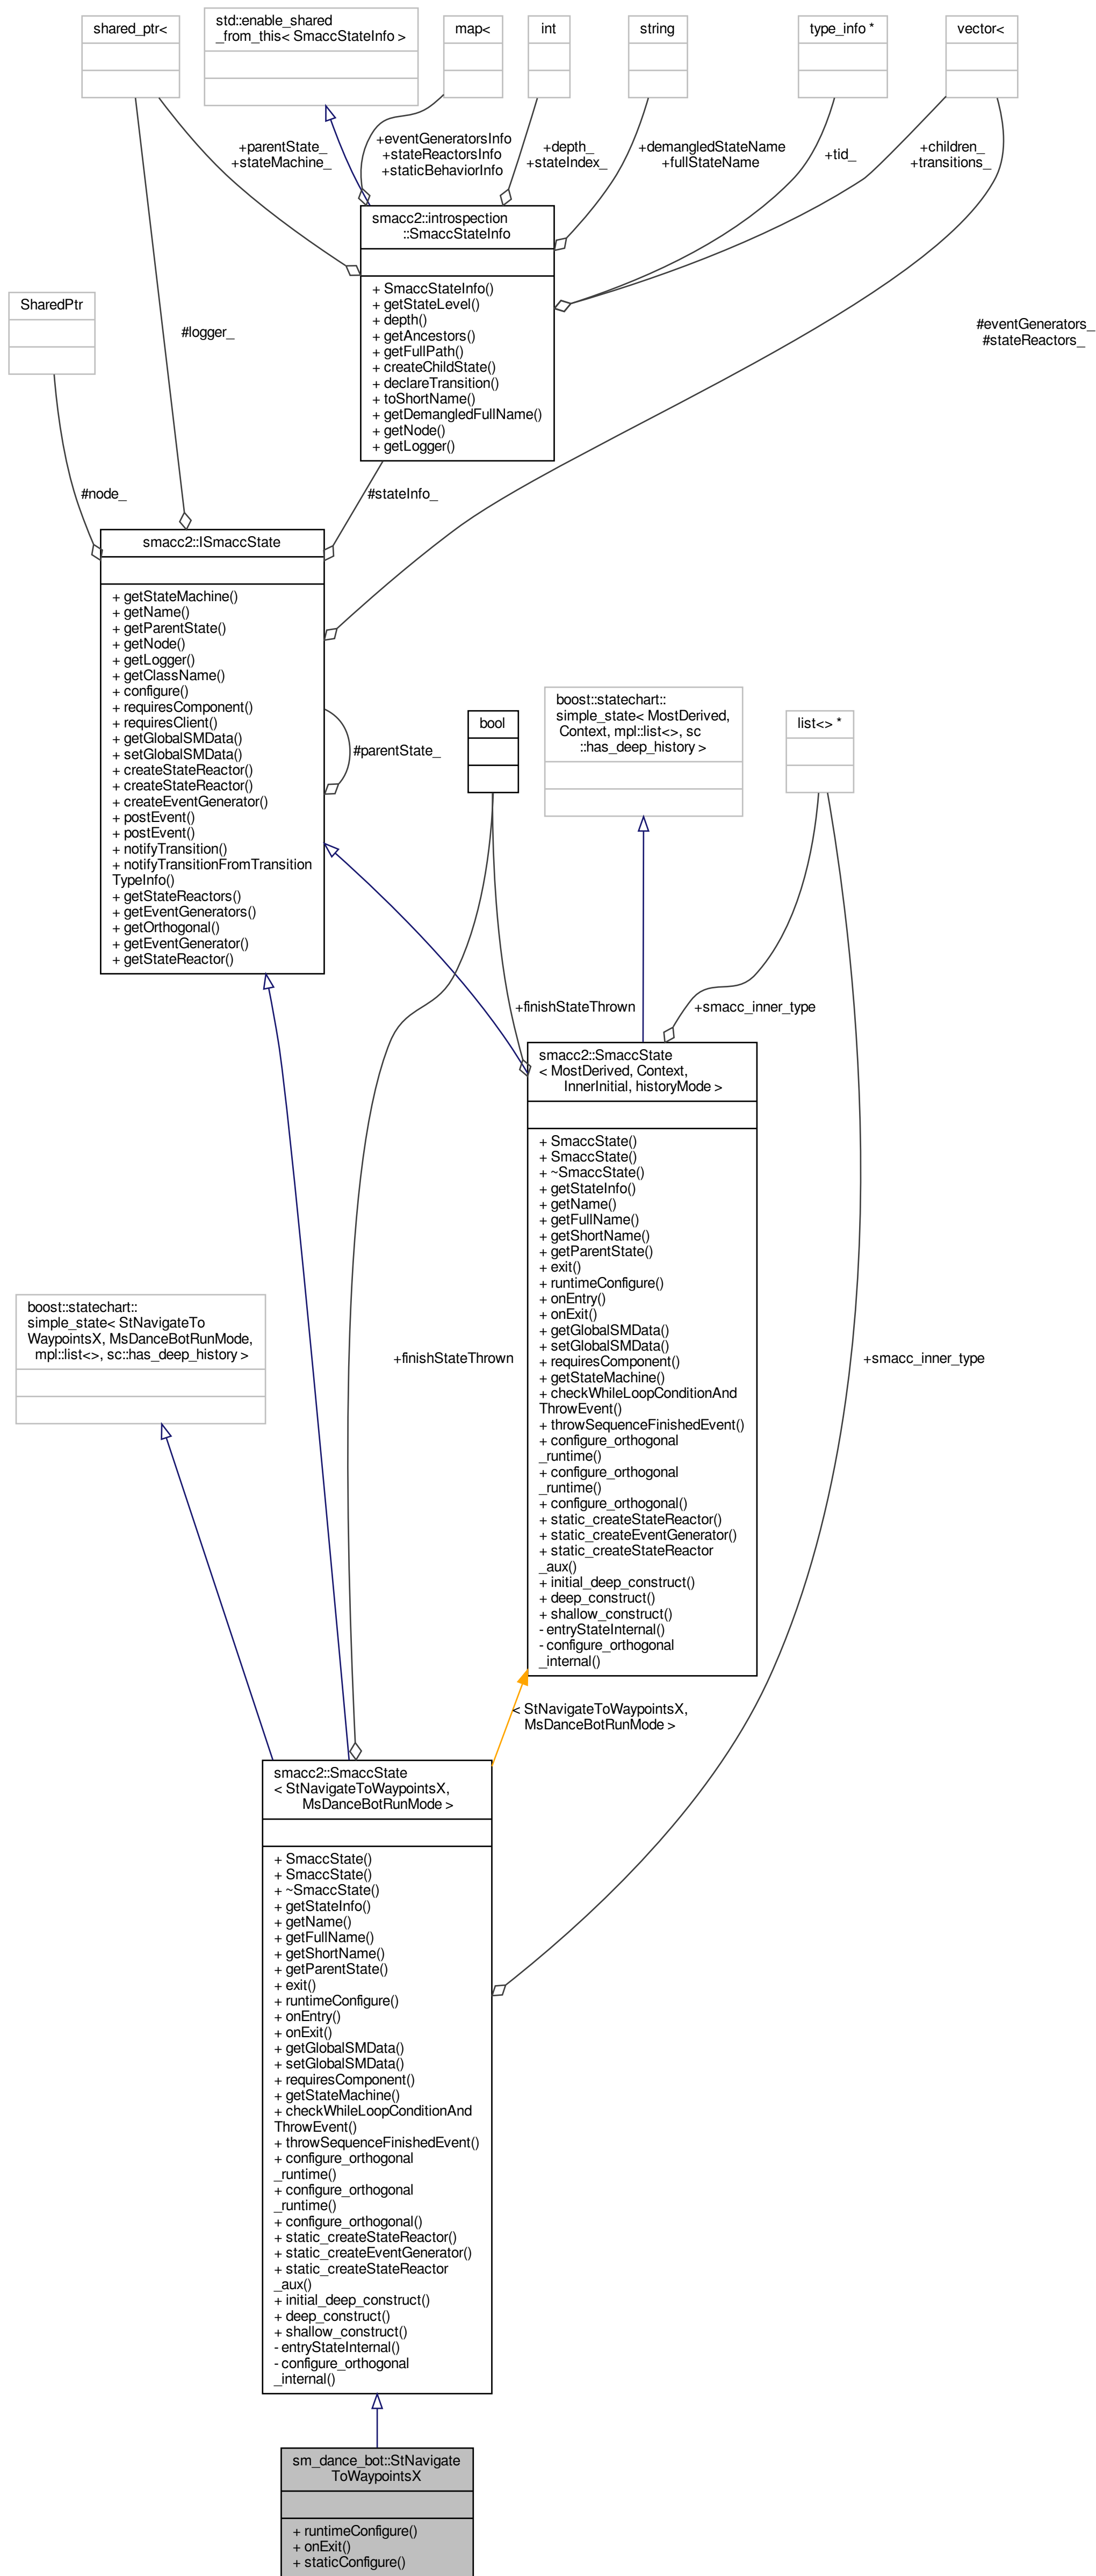 shared_ptr<
std::enable_shared
_from_this< SmaccStateInfo >
map<
int
string
type_info *
vector<
+parentState_
+stateMachine_
+eventGeneratorsInfo
+stateReactorsInfo
+staticBehaviorInfo
+depth_
+stateIndex_
+demangledStateName
+fullStateName
+tid_
+children_
+transitions_
smacc2::introspection
::SmaccStateInfo
+ SmaccStateInfo()
+ getStateLevel()
+ depth()
+ getAncestors()
+ getFullPath()
+ createChildState()
+ declareTransition()
+ toShortName()
+ getDemangledFullName()
+ getNode()
+ getLogger()
SharedPtr
#logger_
#eventGenerators_
#stateReactors_
#node_
#stateInfo_
smacc2::ISmaccState
+ getStateMachine()
+ getName()
+ getParentState()
+ getNode()
+ getLogger()
+ getClassName()
+ configure()
+ requiresComponent()
+ requiresClient()
+ getGlobalSMData()
+ setGlobalSMData()
+ createStateReactor()
+ createStateReactor()
+ createEventGenerator()
+ postEvent()
+ postEvent()
+ notifyTransition()
+ notifyTransitionFromTransition
TypeInfo()
+ getStateReactors()
+ getEventGenerators()
+ getOrthogonal()
+ getEventGenerator()
+ getStateReactor()
#parentState_
bool
boost::statechart::
simple_state< MostDerived,
Context, mpl::list<>, sc
::has_deep_history >
list<> *
+finishStateThrown
+smacc_inner_type
smacc2::SmaccState
< MostDerived, Context,
InnerInitial, historyMode >
+ SmaccState()
+ SmaccState()
+ ~SmaccState()
+ getStateInfo()
+ getName()
+ getFullName()
+ getShortName()
+ getParentState()
+ exit()
+ runtimeConfigure()
+ onEntry()
+ onExit()
+ getGlobalSMData()
+ setGlobalSMData()
+ requiresComponent()
+ getStateMachine()
+ checkWhileLoopConditionAnd
ThrowEvent()
+ throwSequenceFinishedEvent()
+ configure_orthogonal
_runtime()
+ configure_orthogonal
_runtime()
+ configure_orthogonal()
+ static_createStateReactor()
+ static_createEventGenerator()
+ static_createStateReactor
_aux()
+ initial_deep_construct()
+ deep_construct()
+ shallow_construct()
- entryStateInternal()
- configure_orthogonal
_internal()
boost::statechart::
simple_state< StNavigateTo
WaypointsX, MsDanceBotRunMode,
mpl::list<>, sc::has_deep_history >
+finishStateThrown
+smacc_inner_type
< StNavigateToWaypointsX,
MsDanceBotRunMode >
smacc2::SmaccState
< StNavigateToWaypointsX,
MsDanceBotRunMode >
+ SmaccState()
+ SmaccState()
+ ~SmaccState()
+ getStateInfo()
+ getName()
+ getFullName()
+ getShortName()
+ getParentState()
+ exit()
+ runtimeConfigure()
+ onEntry()
+ onExit()
+ getGlobalSMData()
+ setGlobalSMData()
+ requiresComponent()
+ getStateMachine()
+ checkWhileLoopConditionAnd
ThrowEvent()
+ throwSequenceFinishedEvent()
+ configure_orthogonal
_runtime()
+ configure_orthogonal
_runtime()
+ configure_orthogonal()
+ static_createStateReactor()
+ static_createEventGenerator()
+ static_createStateReactor
_aux()
+ initial_deep_construct()
+ deep_construct()
+ shallow_construct()
- entryStateInternal()
- configure_orthogonal
_internal()
sm_dance_bot::StNavigate
ToWaypointsX
+ runtimeConfigure()
+ onExit()
+ staticConfigure()